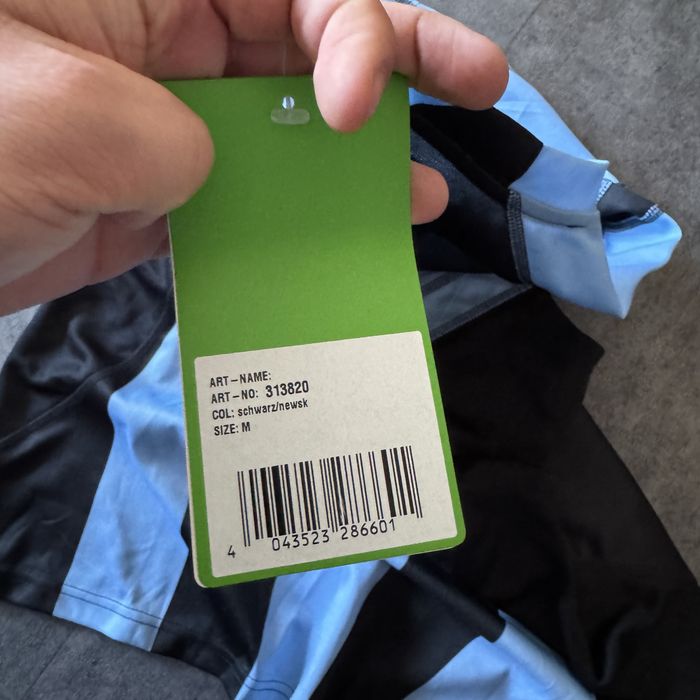 ART-NAME:
ART-NO: 313820
COL: schwarz/newsk
SIZE: M
4 043523 286601